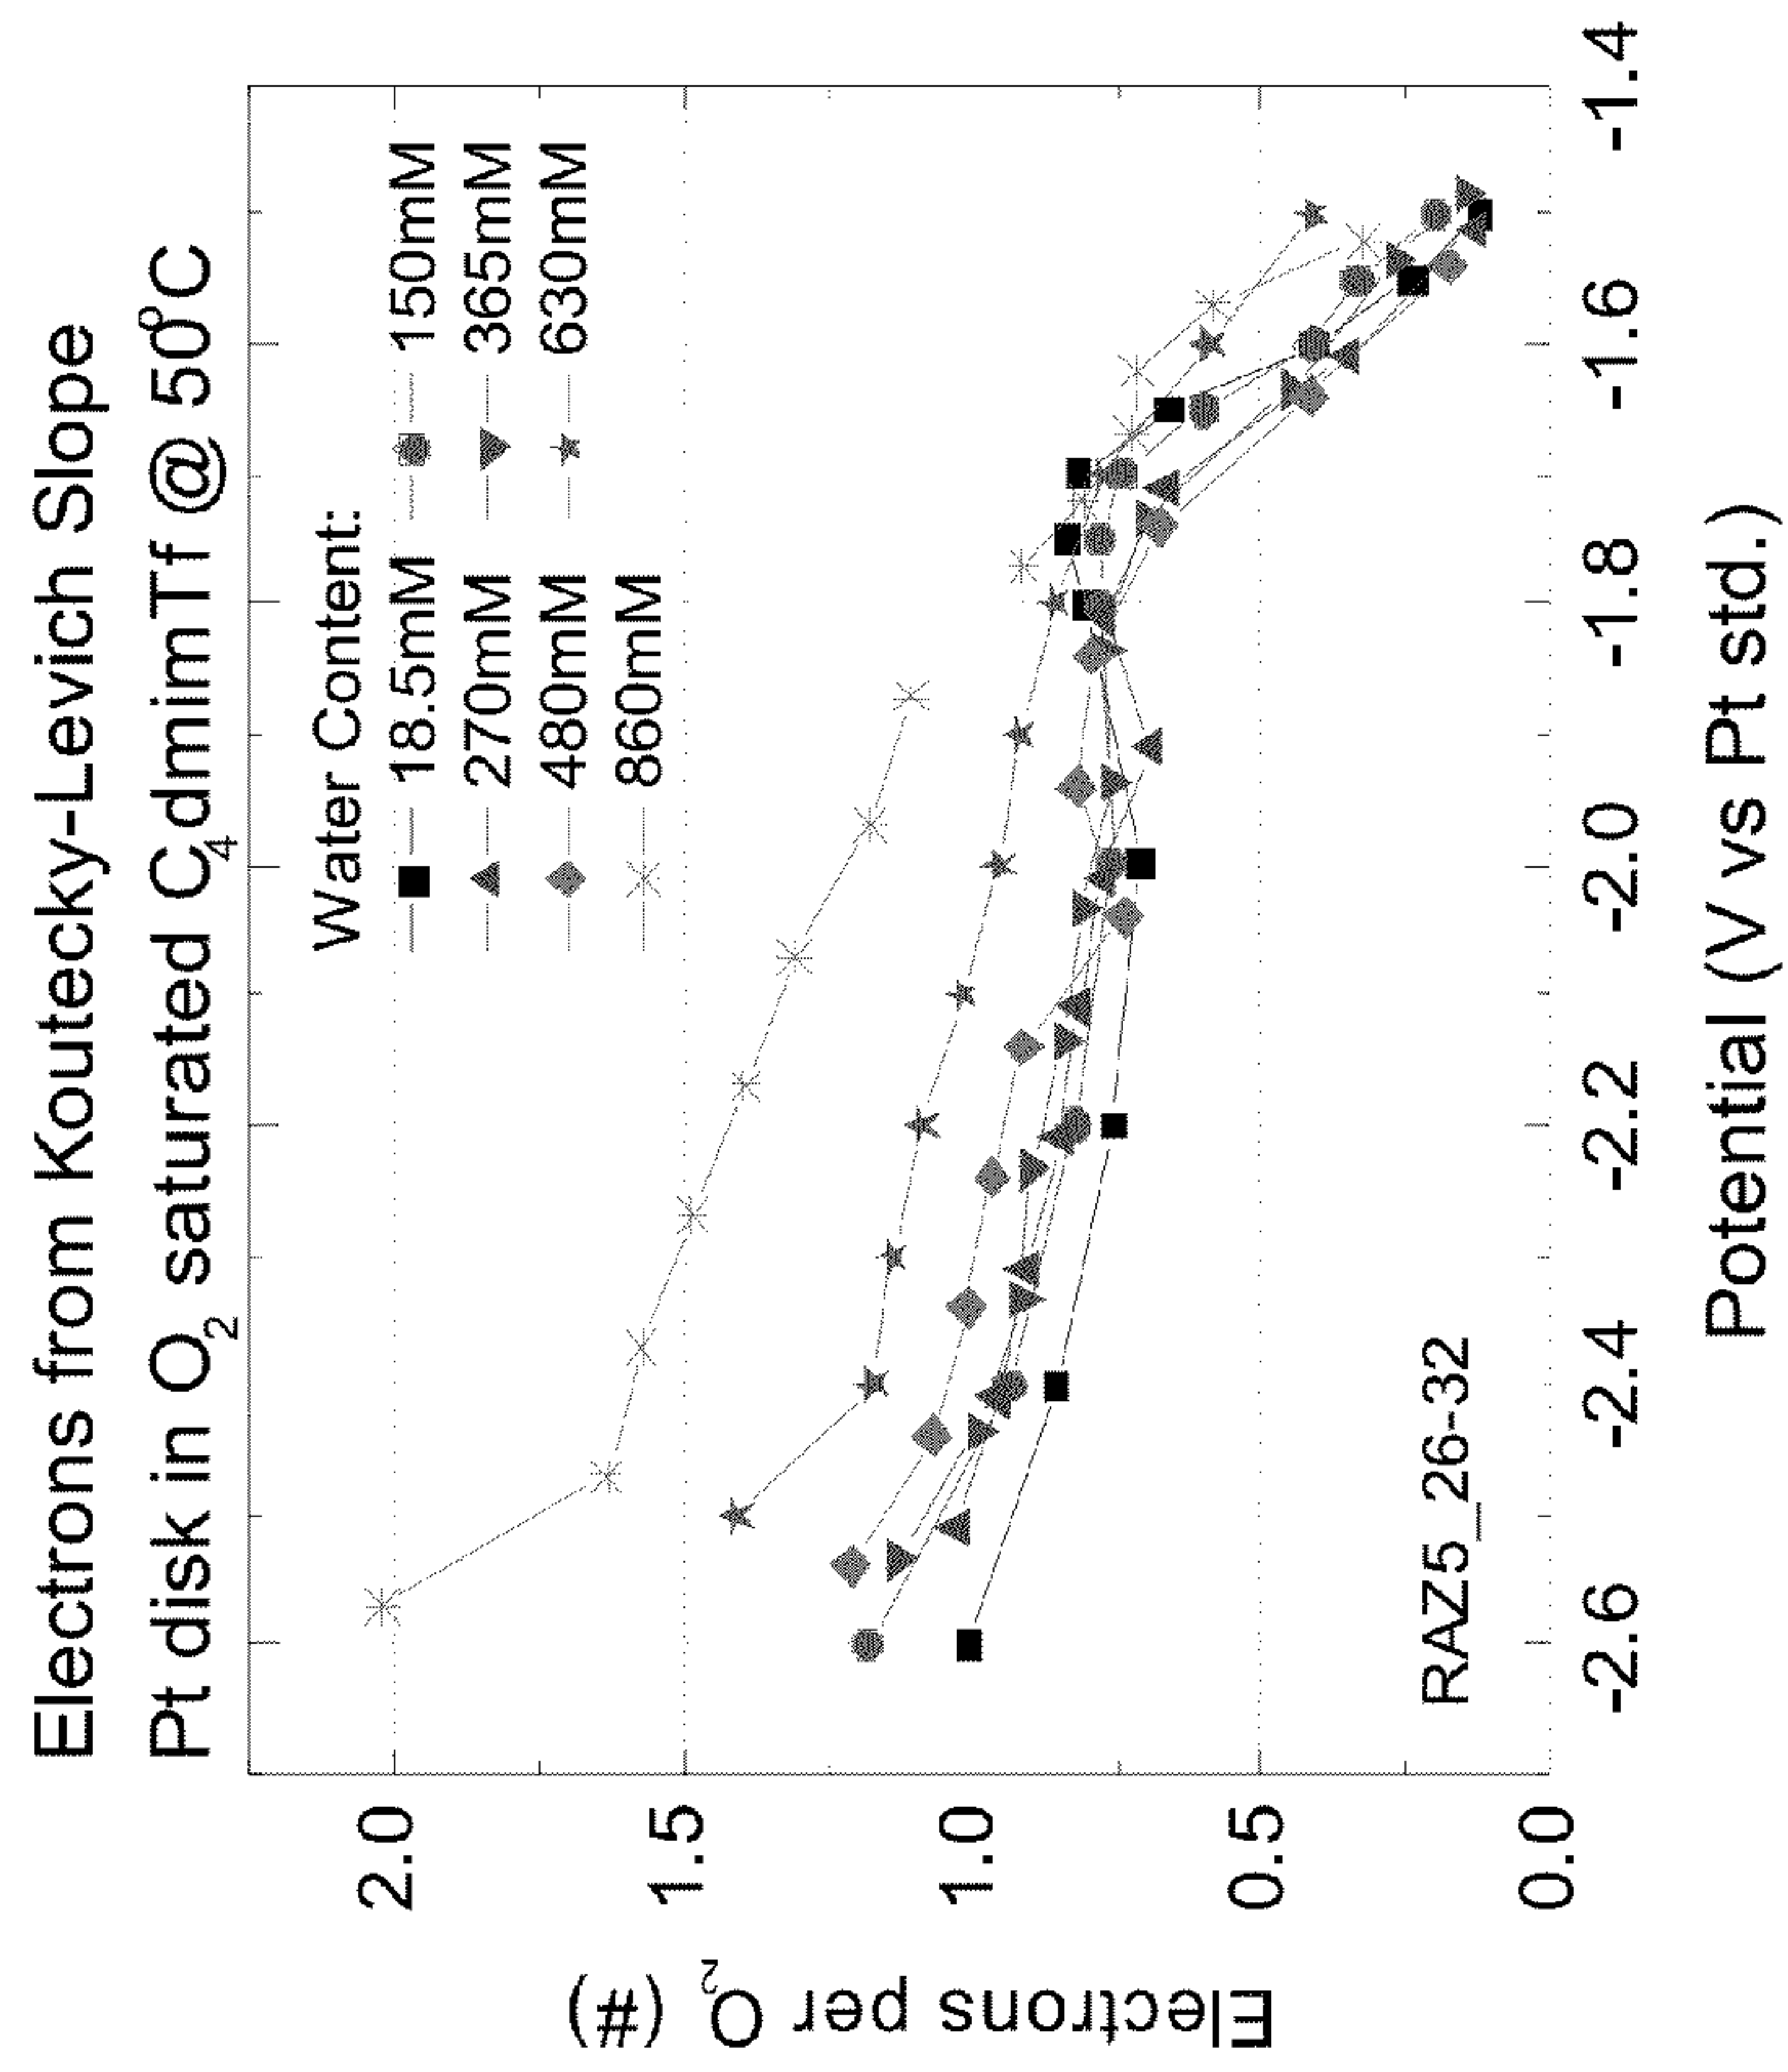 Electrons from Koutecky-Levich Slope
Pt disk in O2 saturated C4dmimTf @ 50°C
Water Content:
18.5mM 150mM
270mM 365mM
480mM 630mM
860mM
2.0
1.5
1.0
0.5
0.0
Electrons per O2 (#)
RAZ5_26-32
-2.6 -2.4 -2.2 -2.0 -1.8 -1.6 -1.4
Potential (V vs Pt std.)